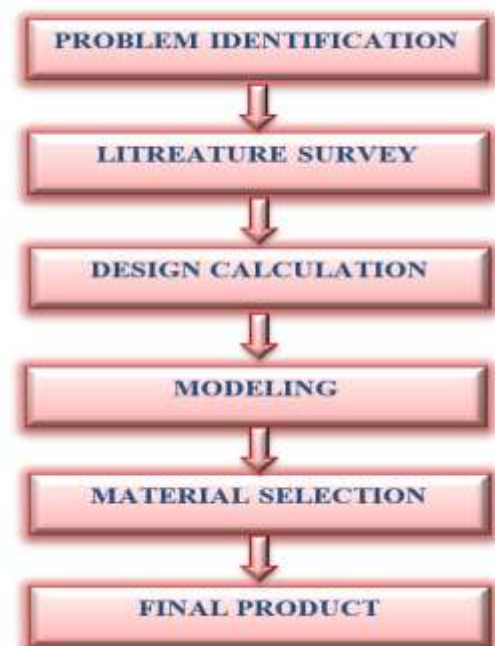 PROBLEM IDENTIFICATION
LITREATURE SURVEY
DESIGN CALCULATION
MODELING
MATERIAL SELECTION
FINAL PRODUCT